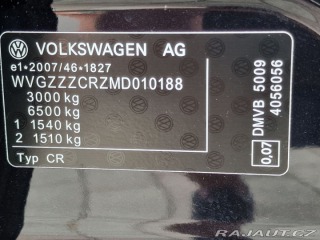 VOLKSWAGEN AG
e1*2007/46*1827
WVGZZZCRZMD010188
3000 kg
6500 kg
1 1540 kg
2 1510 kg
Typ CR
DMVB 5009
4056056
0,07
RAJAUT.CZ